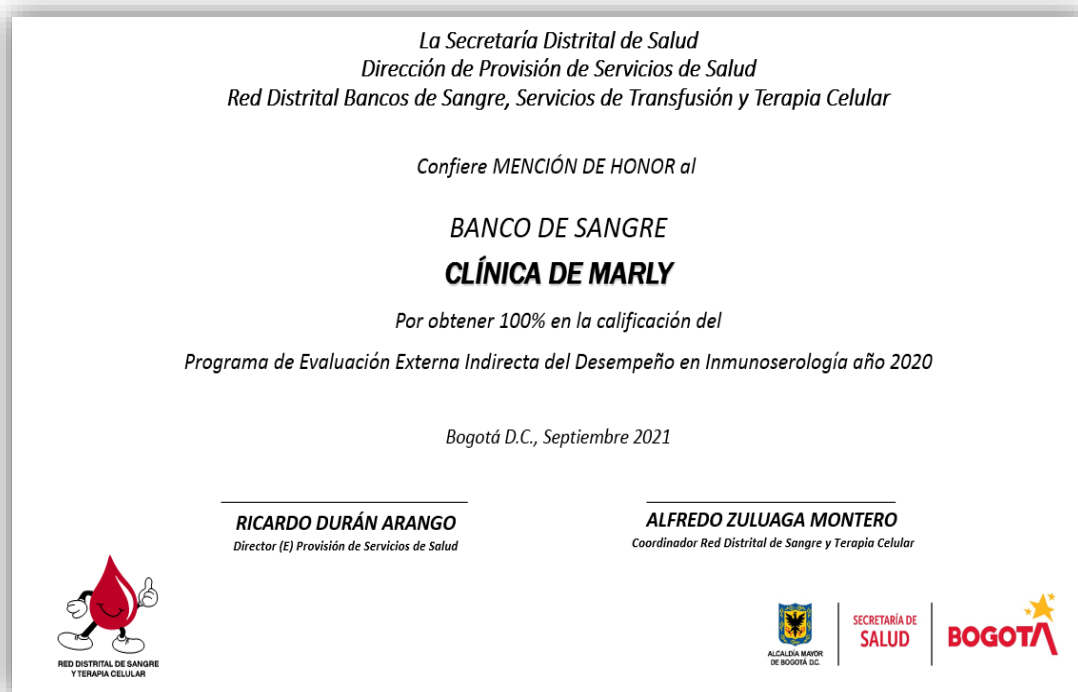 La Secretaría Distrital de Salud
Dirección de Provisión de Servicios de Salud
Red Distrital Bancos de Sangre, Servicios de Transfusión y Terapia Celular
Confiere MENCIÓN DE HONOR al
BANCO DE SANGRE
CLÍNICA DE MARLY
Por obtener 100% en la calificación del
Programa de Evaluación Externa Indirecta del Desempeño en Inmunoserología año 2020
Bogotá D.C., Septiembre 2021
RICARDO DURÁN ARANGO
Director (E) Provisión de Servicios de Salud
ALFREDO ZULUAGA MONTERO
Coordinador Red Distrital de Sangre y Terapia Celular
RED DISTRITAL DE SANGRE
Y TERAPIA CELULAR
ALCALDÍA MAYOR
DE BOGOTÁ D.C.
SECRETARÍA DE
SALUD
BOGOTÁ